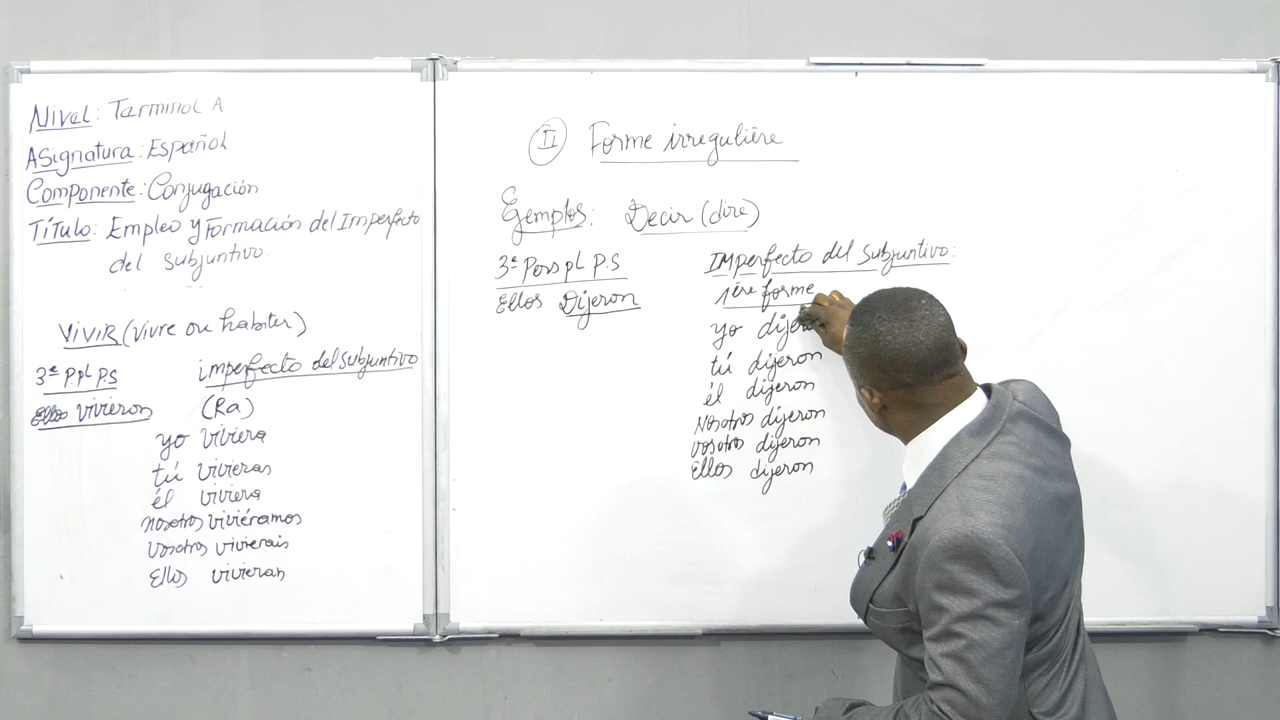 Nivel: Terminal A
Asignatura: Español
Componente: Conjugación
Título: Empleo y Formación del Imperfecto
del subjuntivo.
VIVIR (vivre ou habiter)
3e P.pl P.S
imperfecto del subjuntivo
Ellos vivieron
(Ra)
yo viviera
tú vivieras
él viviera
nosotros viviéramos
vosotros vivierais
Ellos vivieran
II Forme irregulière
Ejemplos: Decir (dire)
3e Pers pl P.S
Imperfecto del subjuntivo:
Ellos Dijeron
1ère forme
yo
tú dijeron
él dijeron
Nosotros dijeron
vosotros dijeron
Ellos dijeron